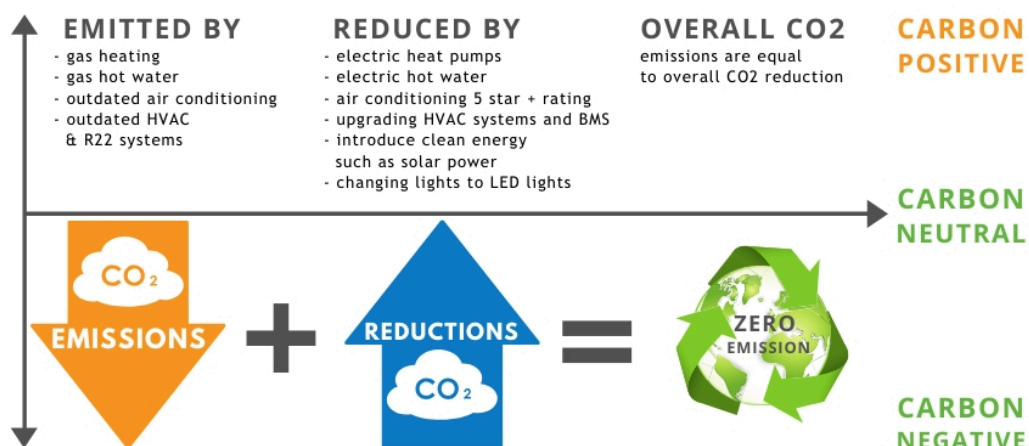 EMITTED BY
- gas heating
- gas hot water
- outdated air conditioning
- outdated HVAC
& R22 systems
REDUCED BY
- electric heat pumps
- electric hot water
- air conditioning 5 star + rating
- upgrading HVAC systems and BMS
- introduce clean energy
such as solar power
- changing lights to LED lights
OVERALL CO2
emissions are equal
to overall CO2 reduction
CARBON
POSITIVE
CARBON
NEUTRAL
CO₂
EMISSIONS
+
REDUCTIONS
CO₂
=
ZERO
EMISSION
CARBON
NEGATIVE